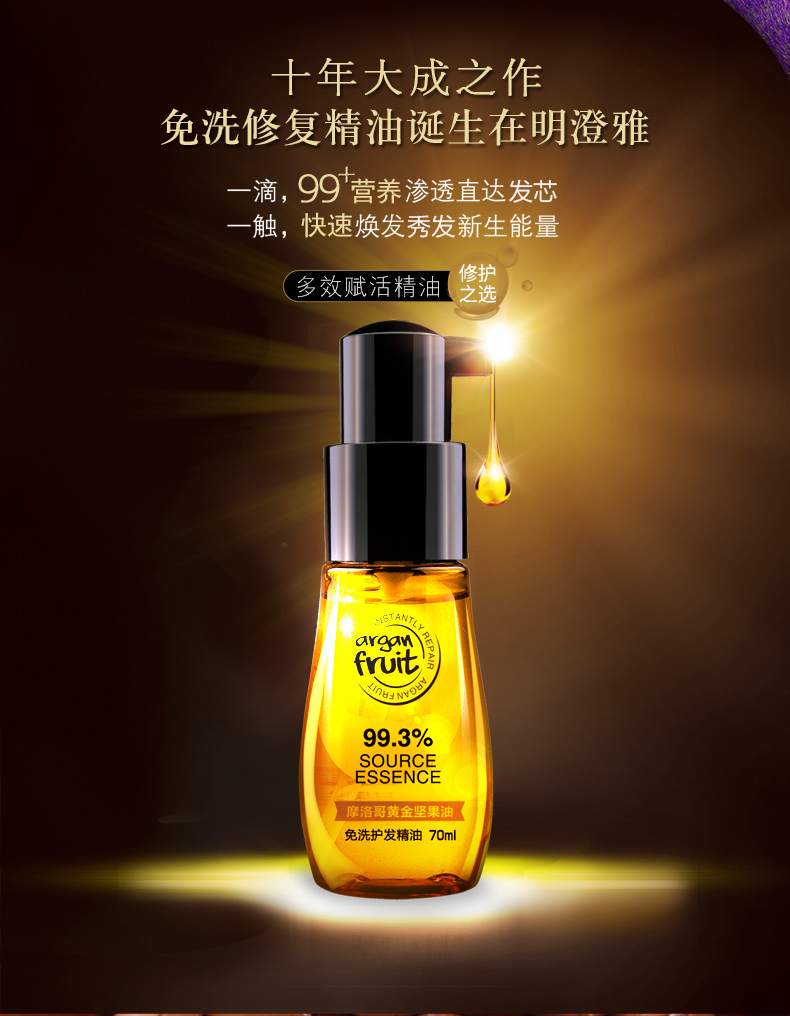 十年大成之作
免洗修复精油诞生在明澄雅
一滴，99+营养渗透直达发芯
一触，快速焕发秀发新生能量
多效赋活精油
修护
之选
INSTANTLY REPAIR ARGAN FRUIT
argan
fruit
99.3%
SOURCE
ESSENCE
摩洛哥黄金坚果油
免洗护发精油 70ml